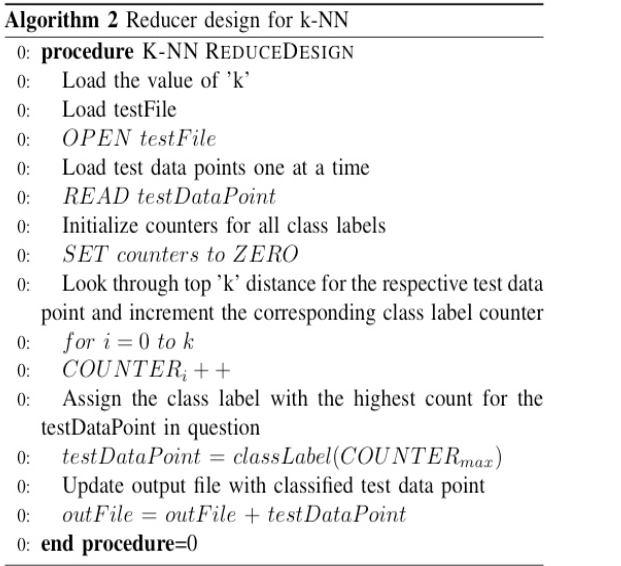 Algorithm 2 Reducer design for k-NN
0: procedure K-NN REDUCEDESIGN
0: Load the value of 'k'
0: Load testFile
0: OPEN testFile
0: Load test data points one at a time
0: READ testDataPoint
0: Initialize counters for all class labels
0: SET counters to ZERO
0: Look through top 'k' distance for the respective test data
point and increment the corresponding class label counter
0: for i = 0 to k
0: COUNTER_i + +
0: Assign the class label with the highest count for the
testDataPoint in question
0: testDataPoint = classLabel(COUNTER_max)
0: Update output file with classified test data point
0: outFile = outFile + testDataPoint
0: end procedure=0